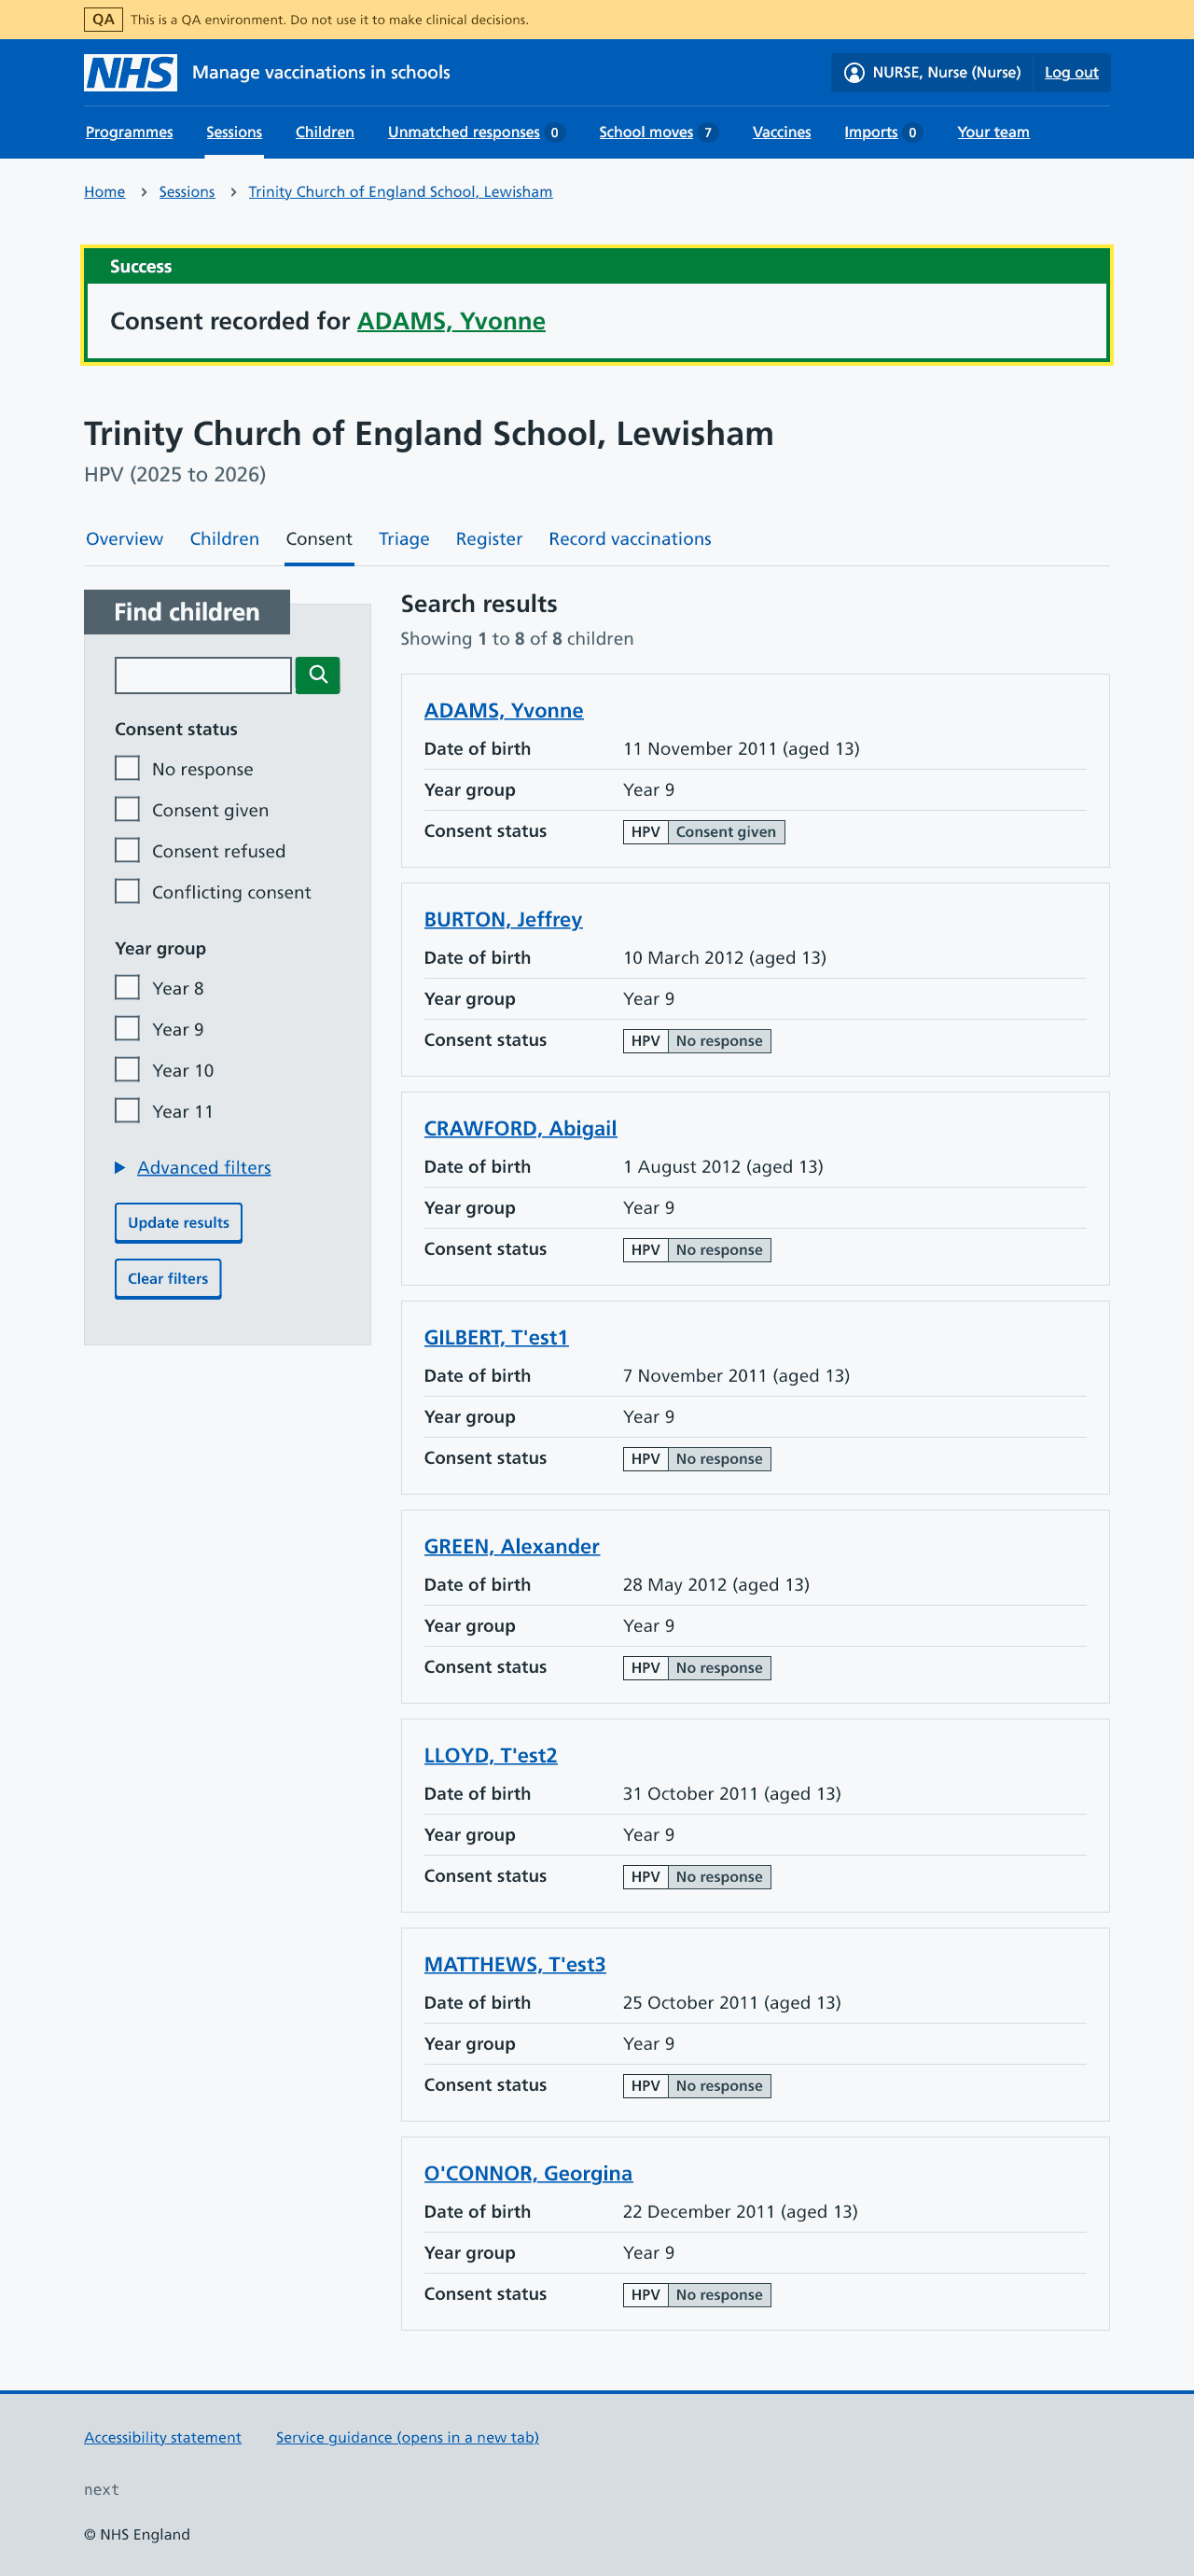 QA This is a QA environment. Do not use it to make clinical decisions.
NHS Manage vaccinations in schools NURSE, Nurse (Nurse) Log out
Programmes Sessions Children Unmatched responses 0 School moves 7 Vaccines Imports 0 Your team
Home Sessions Trinity Church of England School, Lewisham
Success
Consent recorded for ADAMS, Yvonne
Trinity Church of England School, Lewisham
HPV (2025 to 2026)
Overview Children Consent Triage Register Record vaccinations
Find children
Consent status
No response
Consent given
Consent refused
Conflicting consent
Year group
Year 8
Year 9
Year 10
Year 11
Advanced filters
Update results
Clear filters
Search results
Showing 1 to 8 of 8 children
ADAMS, Yvonne
Date of birth 11 November 2011 (aged 13)
Year group Year 9
Consent status HPV Consent given
BURTON, Jeffrey
Date of birth 10 March 2012 (aged 13)
Year group Year 9
Consent status HPV No response
CRAWFORD, Abigail
Date of birth 1 August 2012 (aged 13)
Year group Year 9
Consent status HPV No response
GILBERT, T'est1
Date of birth 7 November 2011 (aged 13)
Year group Year 9
Consent status HPV No response
GREEN, Alexander
Date of birth 28 May 2012 (aged 13)
Year group Year 9
Consent status HPV No response
LLOYD, T'est2
Date of birth 31 October 2011 (aged 13)
Year group Year 9
Consent status HPV No response
MATTHEWS, T'est3
Date of birth 25 October 2011 (aged 13)
Year group Year 9
Consent status HPV No response
O'CONNOR, Georgina
Date of birth 22 December 2011 (aged 13)
Year group Year 9
Consent status HPV No response
Accessibility statement Service guidance (opens in a new tab)
next
© NHS England